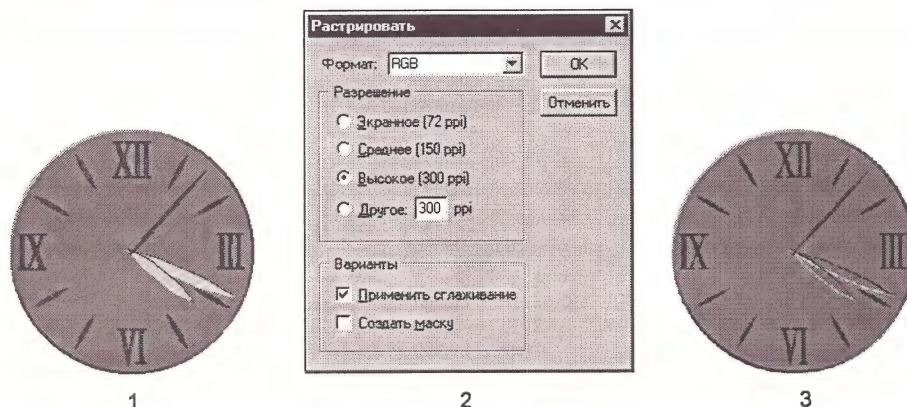 XII
IX
III
VI
1
Растрировать
Формат: RGB
OK
Отменить
Разрешение
Экранное (72 ppi)
Среднее (150 ppi)
Высокое (300 ppi)
Другое: 300 ppi
Варианты
Применить сглаживание
Создать маску
2
XII
IX
III
VI
3